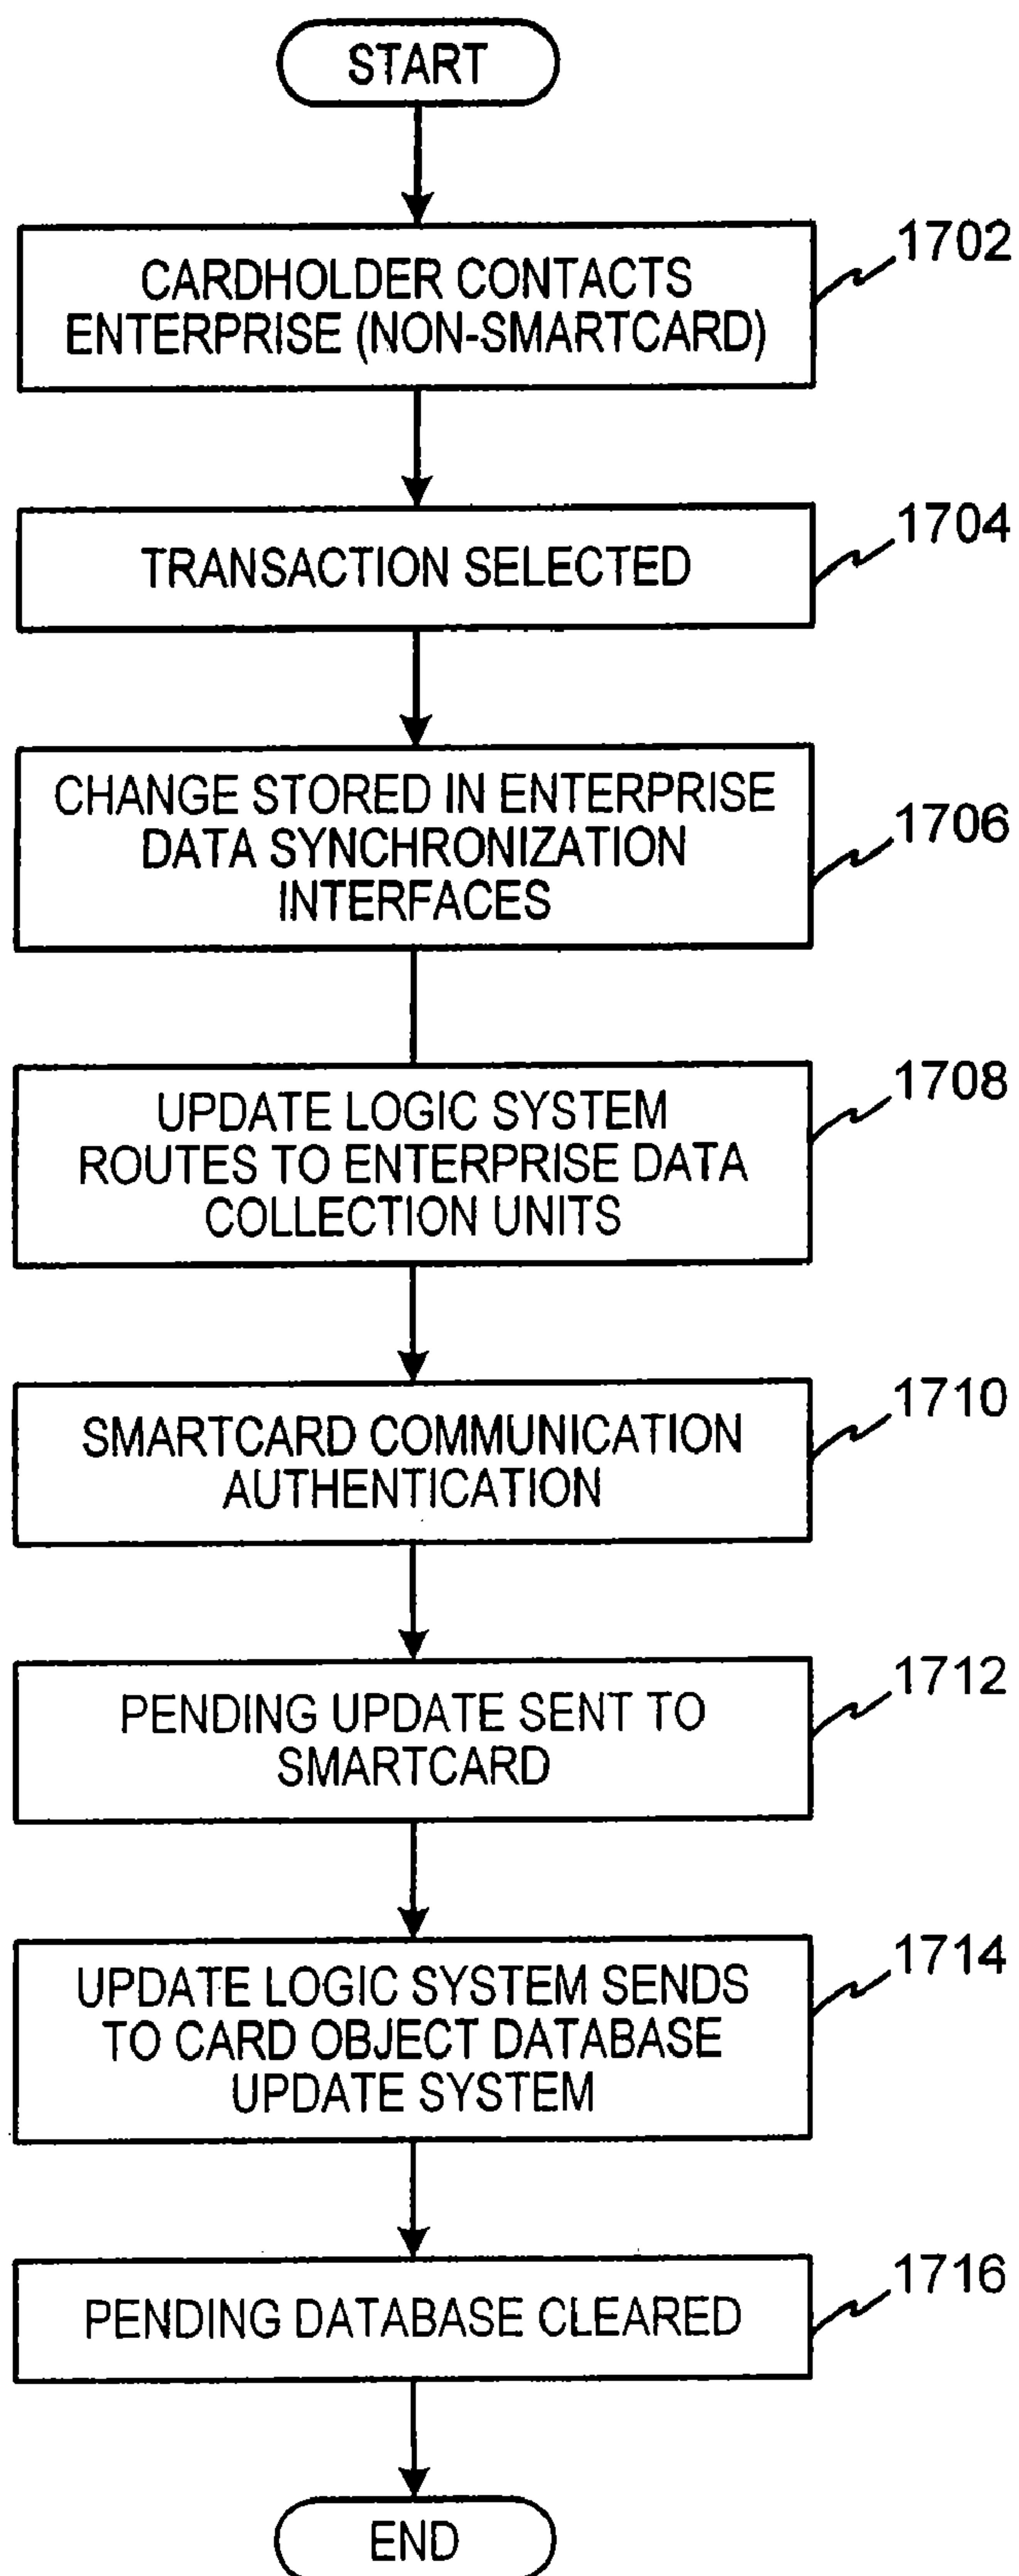 START
CARDHOLDER CONTACTS
ENTERPRISE (NON-SMARTCARD)
1702
TRANSACTION SELECTED
1704
CHANGE STORED IN ENTERPRISE
DATA SYNCHRONIZATION
INTERFACES
1706
UPDATE LOGIC SYSTEM
ROUTES TO ENTERPRISE DATA
COLLECTION UNITS
1708
SMARTCARD COMMUNICATION
AUTHENTICATION
1710
PENDING UPDATE SENT TO
SMARTCARD
1712
UPDATE LOGIC SYSTEM SENDS
TO CARD OBJECT DATABASE
UPDATE SYSTEM
1714
PENDING DATABASE CLEARED
1716
END